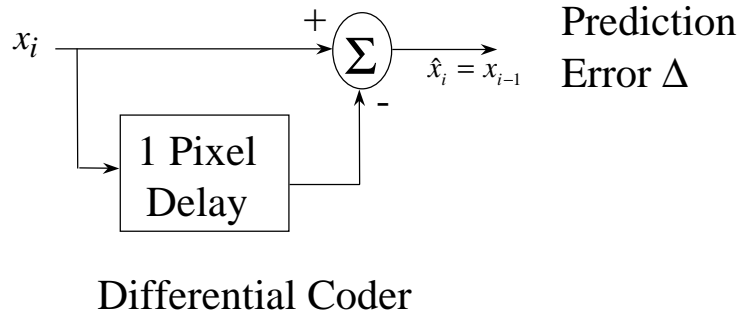 x_i
+
Σ
-
x̂_i = x_{i-1}
Prediction
Error Δ
1 Pixel
Delay
Differential Coder